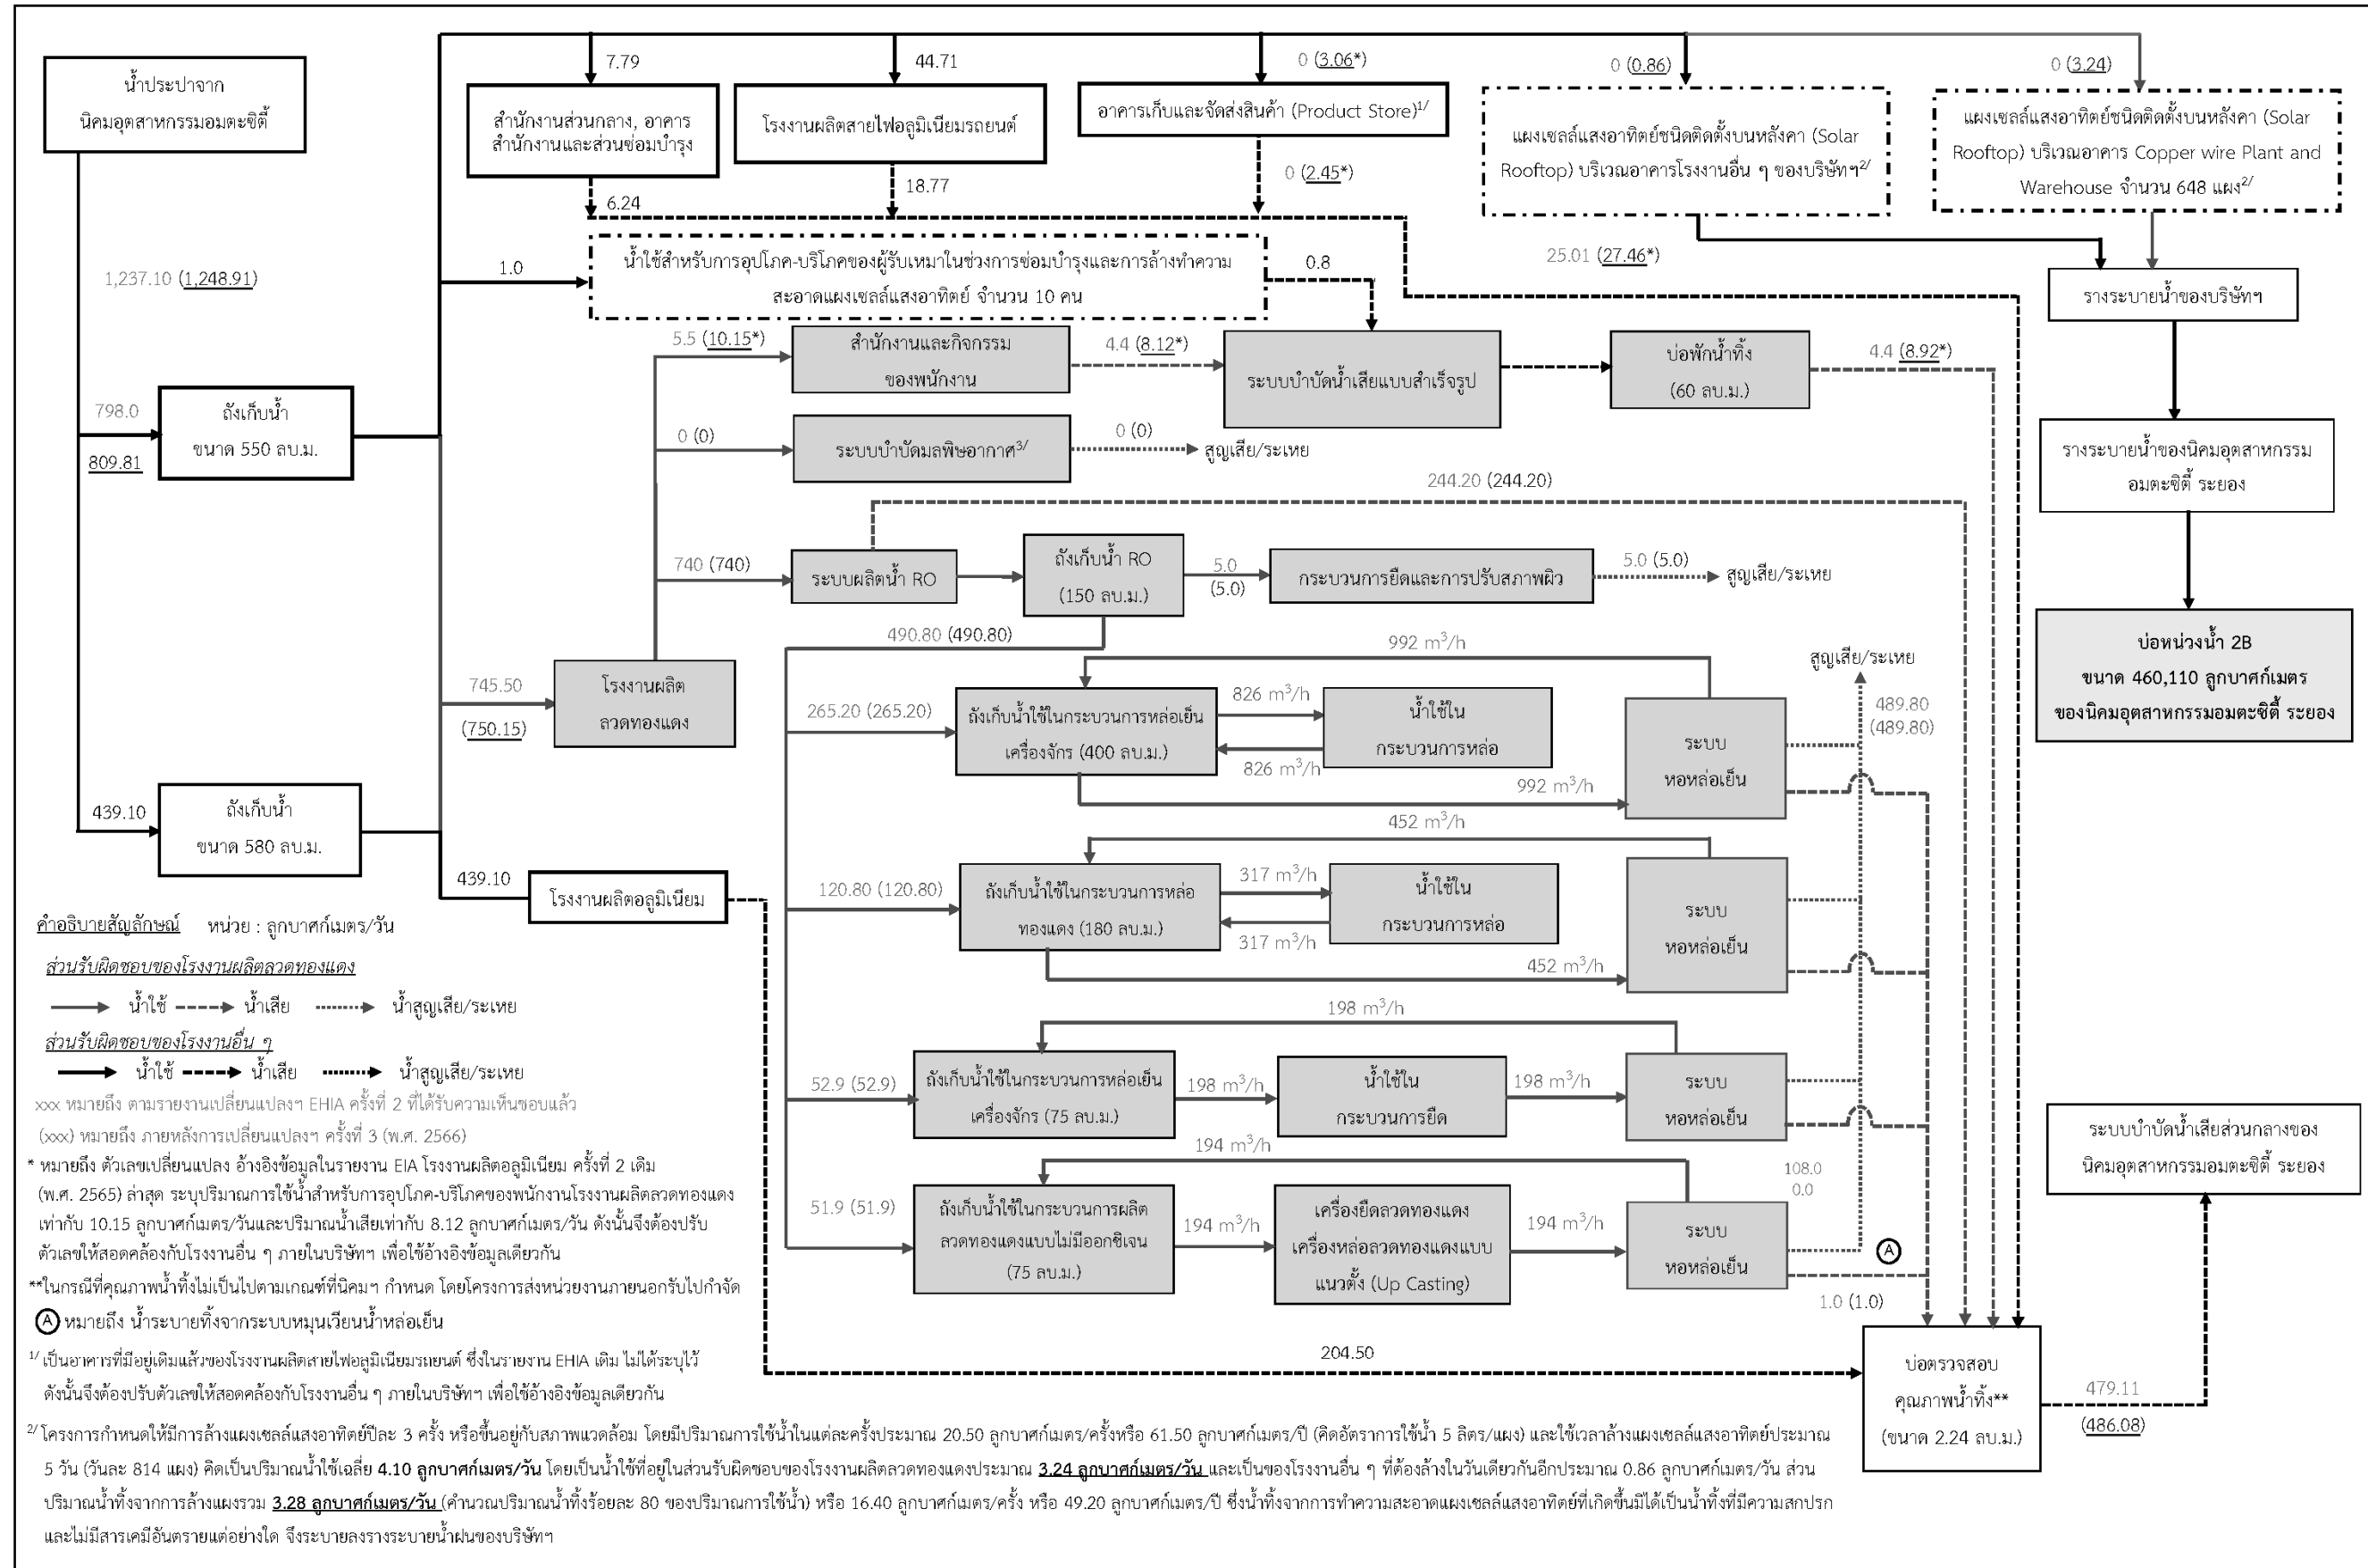 น้ำประปาจาก
นิคมอุตสาหกรรมอมตะซิตี้
7.79
44.71
0 (3.06*)
0 (0.86)
0 (3.24)
สำนักงานส่วนกลาง, อาคาร
สำนักงานและส่วนซ่อมบำรุง
โรงงานผลิตสายไฟอลูมิเนียมรถยนต์
อาคารเก็บและจัดส่งสินค้า (Product Store)1/
แผงเซลล์แสงอาทิตย์ชนิดติดตั้งบนหลังคา (Solar
Rooftop) บริเวณอาคารโรงงานอื่น ๆ ของบริษัทฯ2/
แผงเซลล์แสงอาทิตย์ชนิดติดตั้งบนหลังคา (Solar
Rooftop) บริเวณอาคาร Copper wire Plant and
Warehouse จำนวน 648 แผง2/
6.24
18.77
0 (2.45*)
1,237.10 (1,248.91)
1.0
น้ำใช้สำหรับการอุปโภค-บริโภคของผู้รับเหมาในช่วงการซ่อมบำรุงและการล้างทำความ
สะอาดแผงเซลล์แสงอาทิตย์ จำนวน 10 คน
0.8
25.01 (27.46*)
รางระบายน้ำของบริษัทฯ
5.5 (10.15*)
สำนักงานและกิจกรรม
ของพนักงาน
4.4 (8.12*)
ระบบบำบัดน้ำเสียแบบสำเร็จรูป
บ่อพักน้ำทิ้ง
(60 ลบ.ม.)
4.4 (8.92*)
798.0
809.81
ถังเก็บน้ำ
ขนาด 550 ลบ.ม.
0 (0)
ระบบบำบัดมลพิษอากาศ3/
0 (0)
สูญเสีย/ระเหย
รางระบายน้ำของนิคมอุตสาหกรรม
อมตะซิตี้ ระยอง
244.20 (244.20)
740 (740)
ระบบผลิตน้ำ RO
ถังเก็บน้ำ RO
(150 ลบ.ม.)
5.0
(5.0)
กระบวนการยืดและการปรับสภาพผิว
5.0 (5.0)
สูญเสีย/ระเหย
490.80 (490.80)
บ่อหน่วงน้ำ 2B
ขนาด 460,110 ลูกบาศก์เมตร
ของนิคมอุตสาหกรรมอมตะซิตี้ ระยอง
745.50
(750.15)
โรงงานผลิต
ลวดทองแดง
992 m3/h
สูญเสีย/ระเหย
489.80
(489.80)
265.20 (265.20)
ถังเก็บน้ำใช้ในกระบวนการหล่อเย็น
เครื่องจักร (400 ลบ.ม.)
826 m3/h
826 m3/h
น้ำใช้ใน
กระบวนการหล่อ
992 m3/h
ระบบ
หอหล่อเย็น
439.10
ถังเก็บน้ำ
ขนาด 580 ลบ.ม.
439.10
โรงงานผลิตอลูมิเนียม
452 m3/h
120.80 (120.80)
ถังเก็บน้ำใช้ในกระบวนการหล่อ
ทองแดง (180 ลบ.ม.)
317 m3/h
317 m3/h
น้ำใช้ใน
กระบวนการหล่อ
452 m3/h
ระบบ
หอหล่อเย็น
198 m3/h
52.9 (52.9)
ถังเก็บน้ำใช้ในกระบวนการหล่อเย็น
เครื่องจักร (75 ลบ.ม.)
198 m3/h
น้ำใช้ใน
กระบวนการยืด
198 m3/h
ระบบ
หอหล่อเย็น
194 m3/h
51.9 (51.9)
ถังเก็บน้ำใช้ในกระบวนการผลิต
ลวดทองแดงแบบไม่มีออกซิเจน
(75 ลบ.ม.)
194 m3/h
เครื่องยืดลวดทองแดง
เครื่องหล่อลวดทองแดงแบบ
แนวตั้ง (Up Casting)
194 m3/h
ระบบ
หอหล่อเย็น
108.0
0.0
A
1.0 (1.0)
ระบบบำบัดน้ำเสียส่วนกลางของ
นิคมอุตสาหกรรมอมตะซิตี้ ระยอง
204.50
บ่อตรวจสอบ
คุณภาพน้ำทิ้ง**
(ขนาด 2.24 ลบ.ม.)
479.11
(486.08)
คำอธิบายสัญลักษณ์ หน่วย : ลูกบาศก์เมตร/วัน
ส่วนรับผิดชอบของโรงงานผลิตลวดทองแดง
น้ำใช้ น้ำเสีย น้ำสูญเสีย/ระเหย
ส่วนรับผิดชอบของโรงงานอื่น ๆ
น้ำใช้ น้ำเสีย น้ำสูญเสีย/ระเหย
xxx หมายถึง ตามรายงานเปลี่ยนแปลงฯ EHIA ครั้งที่ 2 ที่ได้รับความเห็นชอบแล้ว
(xxx) หมายถึง ภายหลังการเปลี่ยนแปลงฯ ครั้งที่ 3 (พ.ศ. 2566)
* หมายถึง ตัวเลขเปลี่ยนแปลง อ้างอิงข้อมูลในรายงาน EIA โรงงานผลิตอลูมิเนียม ครั้งที่ 2 เดิม
(พ.ศ. 2565) ล่าสุด ระบุปริมาณการใช้น้ำสำหรับการอุปโภค-บริโภคของพนักงานโรงงานผลิตลวดทองแดง
เท่ากับ 10.15 ลูกบาศก์เมตร/วันและปริมาณน้ำเสียเท่ากับ 8.12 ลูกบาศก์เมตร/วัน ดังนั้นจึงต้องปรับ
ตัวเลขให้สอดคล้องกับโรงงานอื่น ๆ ภายในบริษัทฯ เพื่อใช้อ้างอิงข้อมูลเดียวกัน
**ในกรณีที่คุณภาพน้ำทิ้งไม่เป็นไปตามเกณฑ์ที่นิคมฯ กำหนด โดยโครงการส่งหน่วยงานภายนอกรับไปกำจัด
A หมายถึง น้ำระบายทิ้งจากระบบหมุนเวียนน้ำหล่อเย็น
1/ เป็นอาคารที่มีอยู่เดิมแล้วของโรงงานผลิตสายไฟอลูมิเนียมรถยนต์ ซึ่งในรายงาน EHIA เดิม ไม่ได้ระบุไว้
ดังนั้นจึงต้องปรับตัวเลขให้สอดคล้องกับโรงงานอื่น ๆ ภายในบริษัทฯ เพื่อใช้อ้างอิงข้อมูลเดียวกัน
2/ โครงการกำหนดให้มีการล้างแผงเซลล์แสงอาทิตย์ปีละ 3 ครั้ง หรือขึ้นอยู่กับสภาพแวดล้อม โดยมีปริมาณการใช้น้ำในแต่ละครั้งประมาณ 20.50 ลูกบาศก์เมตร/ครั้งหรือ 61.50 ลูกบาศก์เมตร/ปี (คิดอัตราการใช้น้ำ 5 ลิตร/แผง) และใช้เวลาล้างแผงเซลล์แสงอาทิตย์ประมาณ
5 วัน (วันละ 814 แผง) คิดเป็นปริมาณน้ำใช้เฉลี่ย 4.10 ลูกบาศก์เมตร/วัน โดยเป็นน้ำใช้ที่อยู่ในส่วนรับผิดชอบของโรงงานผลิตลวดทองแดงประมาณ 3.24 ลูกบาศก์เมตร/วัน และเป็นของโรงงานอื่น ๆ ที่ต้องล้างในวันเดียวกันอีกประมาณ 0.86 ลูกบาศก์เมตร/วัน ส่วน
ปริมาณน้ำทิ้งจากการล้างแผงรวม 3.28 ลูกบาศก์เมตร/วัน (คำนวณปริมาณน้ำทิ้งร้อยละ 80 ของปริมาณการใช้น้ำ) หรือ 16.40 ลูกบาศก์เมตร/ครั้ง หรือ 49.20 ลูกบาศก์เมตร/ปี ซึ่งน้ำทิ้งจากการทำความสะอาดแผงเซลล์แสงอาทิตย์ที่เกิดขึ้นมิได้เป็นน้ำทิ้งที่มีความสกปรก
และไม่มีสารเคมีอันตรายแต่อย่างใด จึงระบายลงรางระบายน้ำฝนของบริษัทฯ